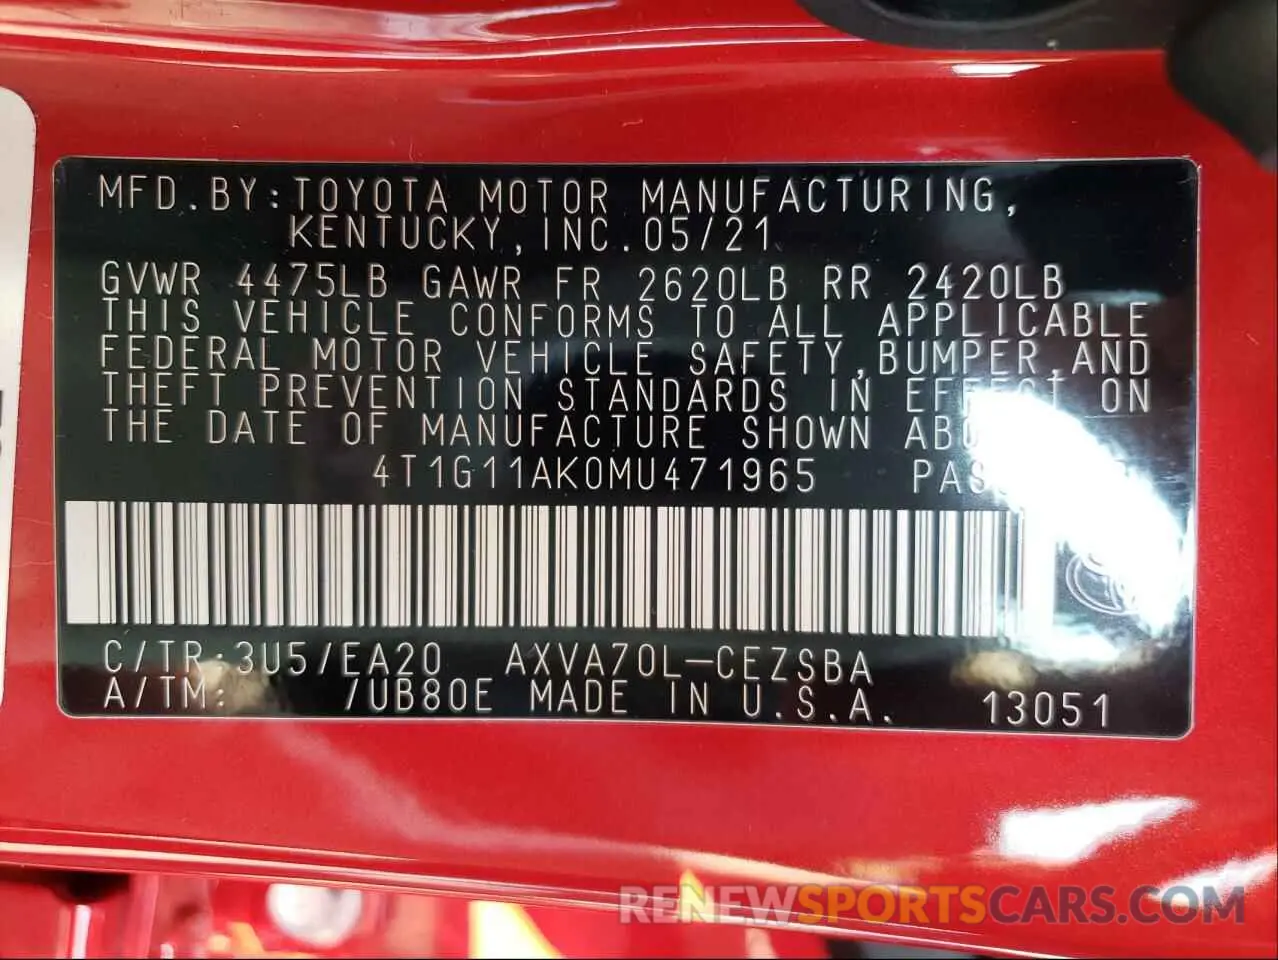 MFD.BY:TOYOTA MOTOR MANUFACTURING,
KENTUCKY,INC.05/21
GVWR 4475LB GAWR FR 2620LB RR 2420LB
THIS VEHICLE CONFORMS TO ALL APPLICABLE
FEDERAL MOTOR VEHICLE SAFETY,BUMPER,AND
THEFT PREVENTION STANDARDS IN EFFECT ON
THE DATE OF MANUFACTURE SHOWN
4T1G11AK0MU471965
C/TR:3U5/EA20 AXVA70L-CEZSBA
A/TM: /UB80E MADE IN U.S.A. 13051
RENEWSPORTSCARS.COM